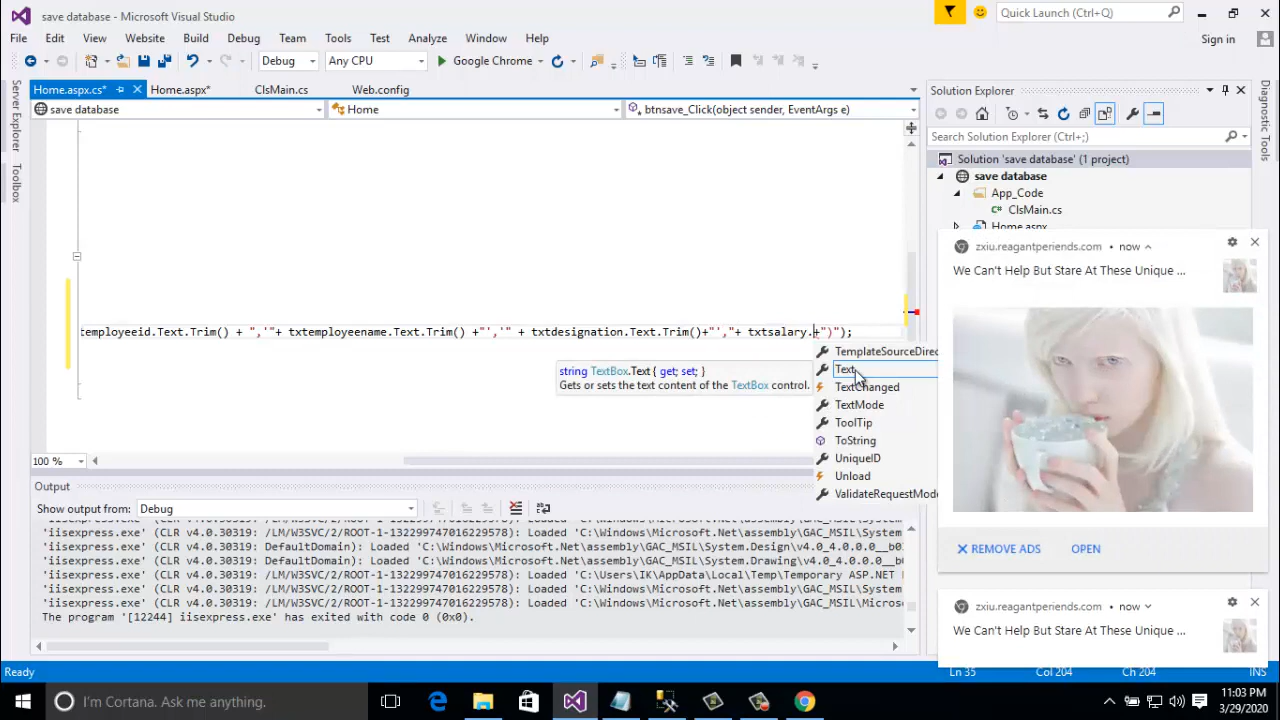 save database - Microsoft Visual Studio
Quick Launch (Ctrl+Q)
File Edit View Website Build Debug Team Tools Test Analyze Window Help
Sign in
Debug Any CPU Google Chrome
Home.aspx.cs* Home.aspx* ClsMain.cs Web.config
Solution Explorer
save database Home btnsave_Click(object sender, EventArgs e)
Server Explorer
Toolbox
Diagnostic Tools
Search Solution Explorer (Ctrl+;)
Solution 'save database' (1 project)
save database
App_Code
ClsMain.cs
Home.aspx
zxiu.reagantperiends.com • now
We Can't Help But Stare At These Unique ...
temployeeid.Text.Trim() + ",'"+ txtemployeename.Text.Trim() +"','" + txtdesignation.Text.Trim()+"',"+ txtsalary.+")");
TemplateSourceDirec
Text
TextChanged
TextMode
ToolTip
ToString
UniqueID
Unload
ValidateRequestMode
string TextBox.Text { get; set; }
Gets or sets the text content of the TextBox control.
100 %
Output
Show output from: Debug
'iisexpress.exe' (CLR v4.0.30319: /LM/W3SVC/2/ROOT-1-132299747016229578): Loaded 'C:\Windows\Microsoft.Net\assembly\GAC_MSIL\System
'iisexpress.exe' (CLR v4.0.30319: DefaultDomain): Loaded 'C:\Windows\Microsoft.Net\assembly\GAC_MSIL\System.Design\v4.0_4.0.0.0__b0
'iisexpress.exe' (CLR v4.0.30319: DefaultDomain): Loaded 'C:\Windows\Microsoft.Net\assembly\GAC_MSIL\System.Drawing\v4.0_4.0.0.0__b
'iisexpress.exe' (CLR v4.0.30319: /LM/W3SVC/2/ROOT-1-132299747016229578): Loaded 'C:\Users\IK\AppData\Local\Temp\Temporary ASP.NET
'iisexpress.exe' (CLR v4.0.30319: /LM/W3SVC/2/ROOT-1-132299747016229578): Loaded 'C:\Windows\Microsoft.Net\assembly\GAC_MSIL\System
'iisexpress.exe' (CLR v4.0.30319: /LM/W3SVC/2/ROOT-1-132299747016229578): Loaded 'C:\Windows\Microsoft.Net\assembly\GAC_MSIL\Micros
The program '[12244] iisexpress.exe' has exited with code 0 (0x0).
REMOVE ADS OPEN
zxiu.reagantperiends.com • now
We Can't Help But Stare At These Unique ...
Ready Ln 35 Col 204 Ch 204 INS
I'm Cortana. Ask me anything.
11:03 PM
3/29/2020